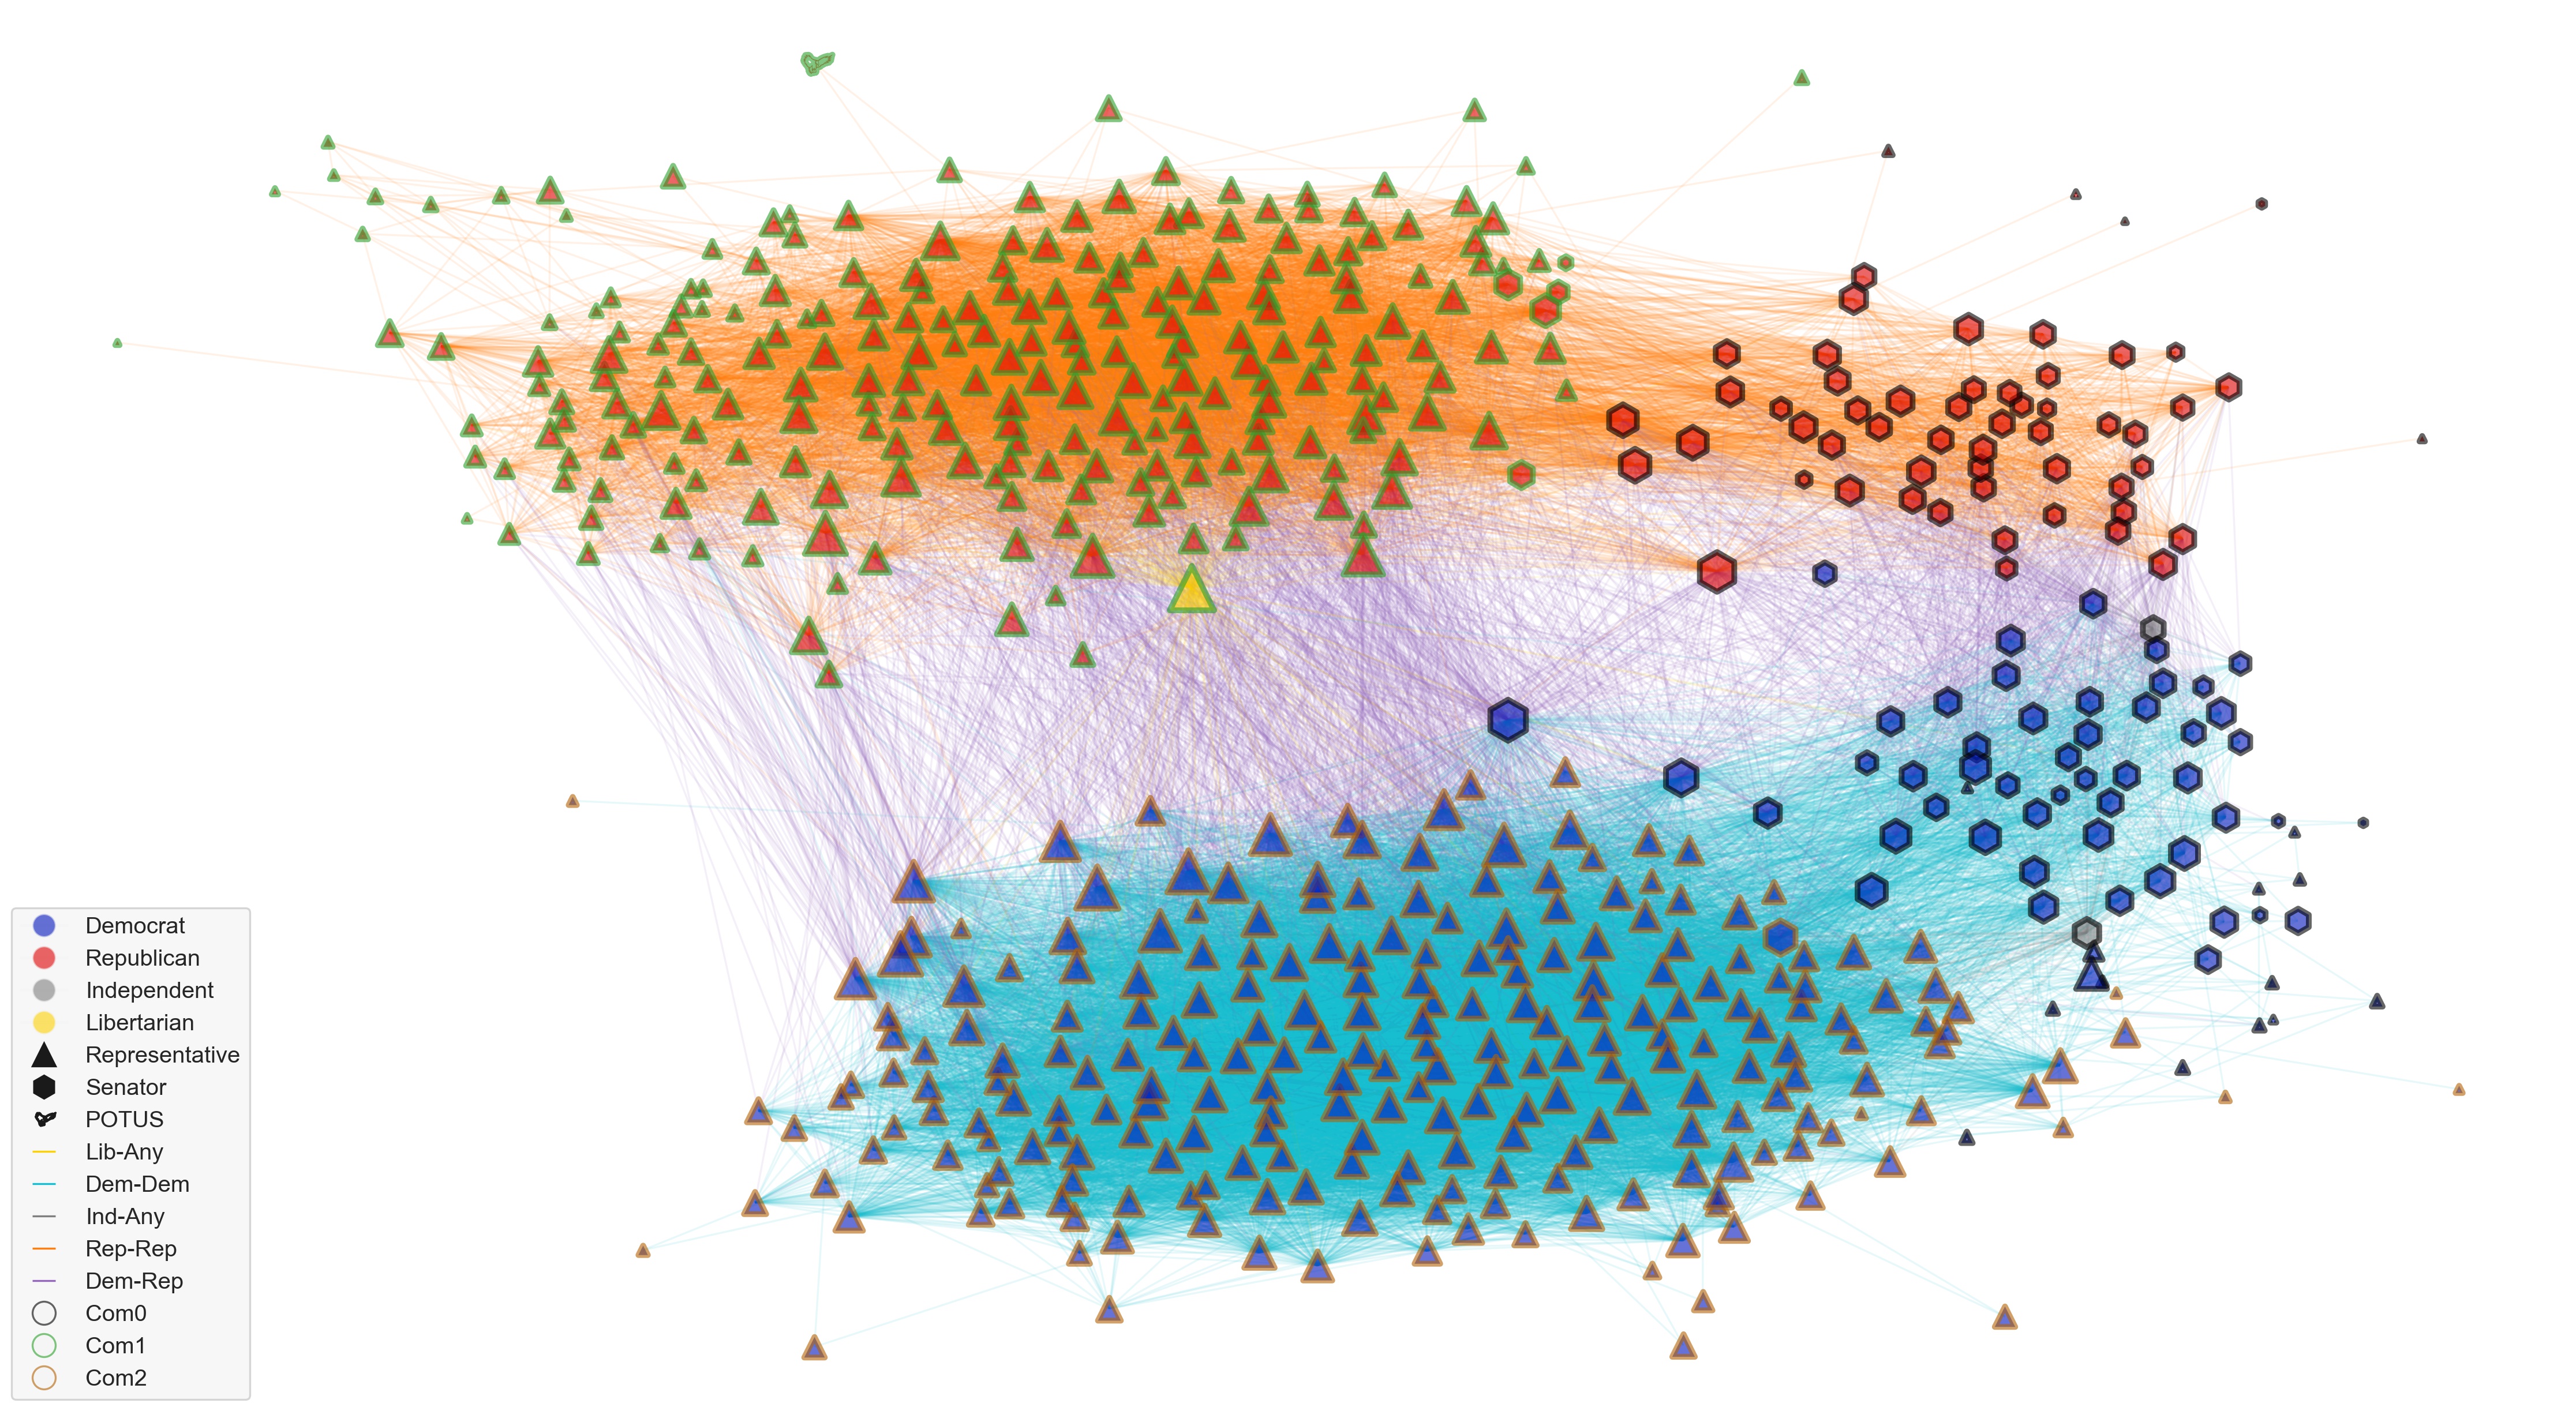 Democrat
Republican
Independent
Libertarian
Representative
Senator
POTUS
Lib-Any
Dem-Dem
Ind-Any
Rep-Rep
Dem-Rep
Com0
Com1
Com2